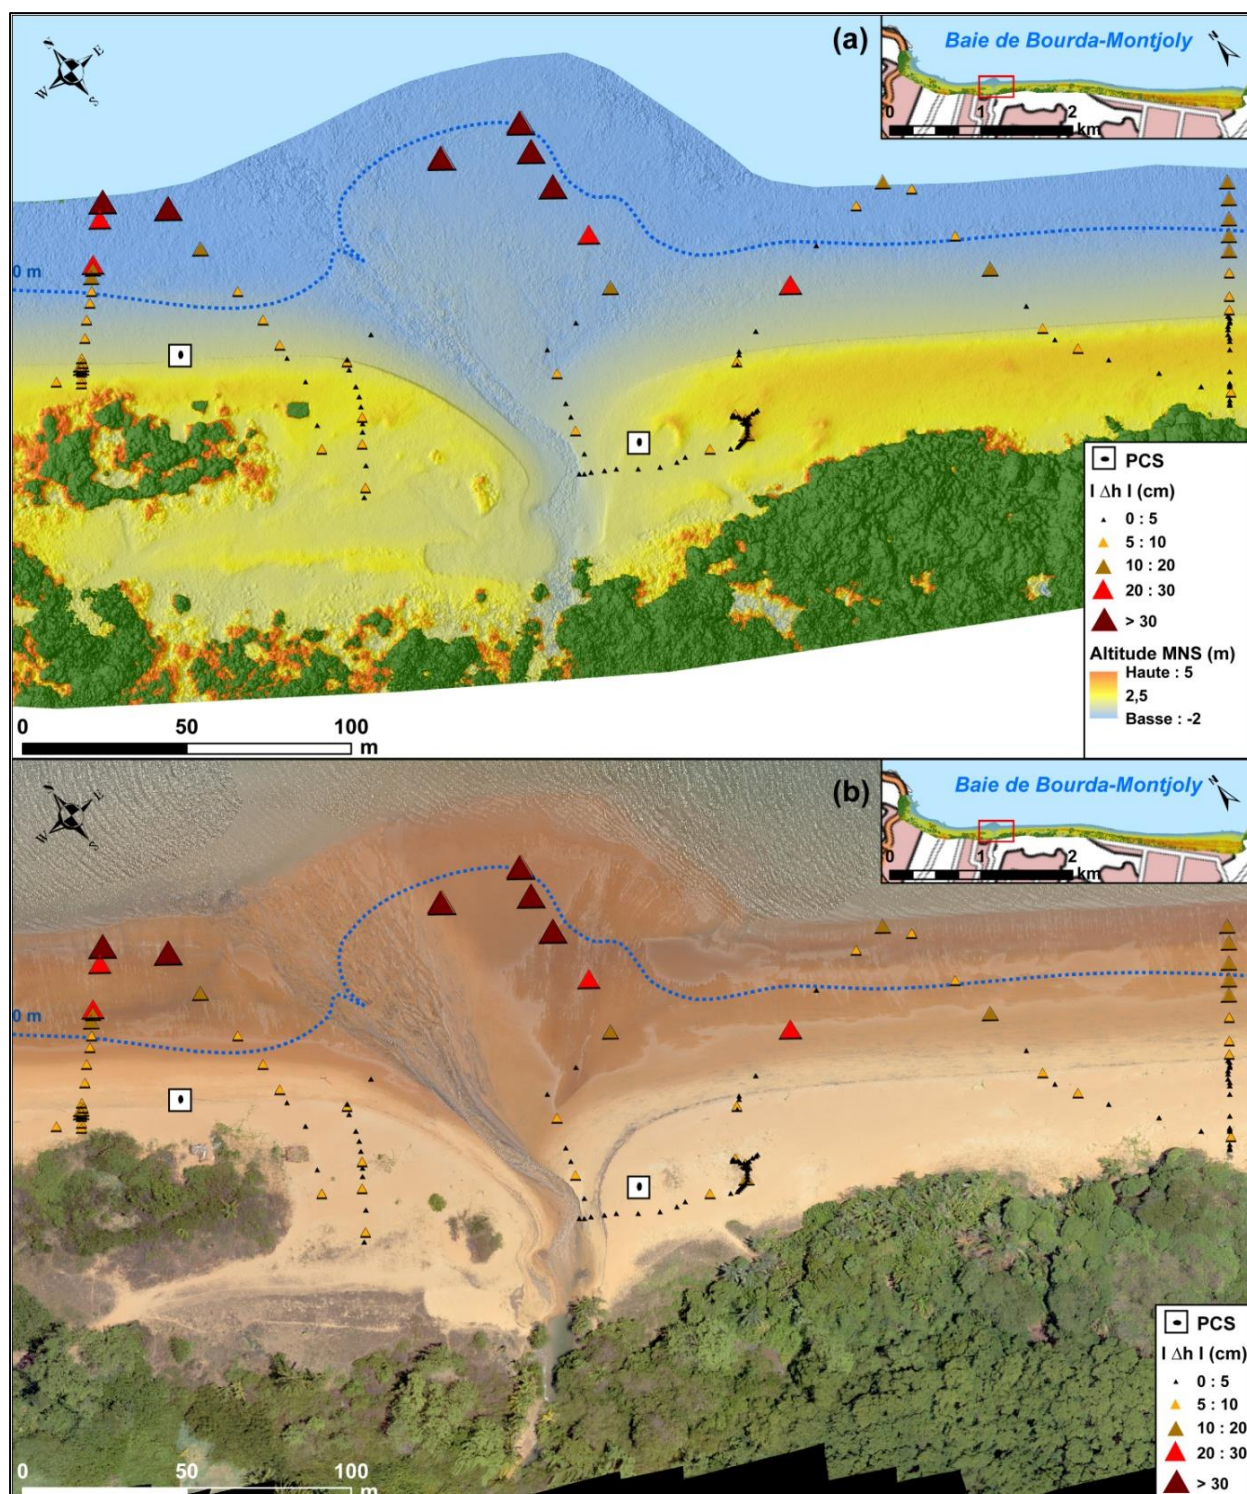 (a)
Baie de Bourda-Montjoly
N
0 1 2
km
E
W
S
0 m
PCS
I Δh I (cm)
0 : 5
5 : 10
10 : 20
20 : 30
> 30
Altitude MNS (m)
Haute : 5
2,5
Basse : -2
0 50 100
m
(b)
Baie de Bourda-Montjoly
N
0 1 2
km
E
W
S
0 m
PCS
I Δh I (cm)
0 : 5
5 : 10
10 : 20
20 : 30
> 30
0 50 100
m